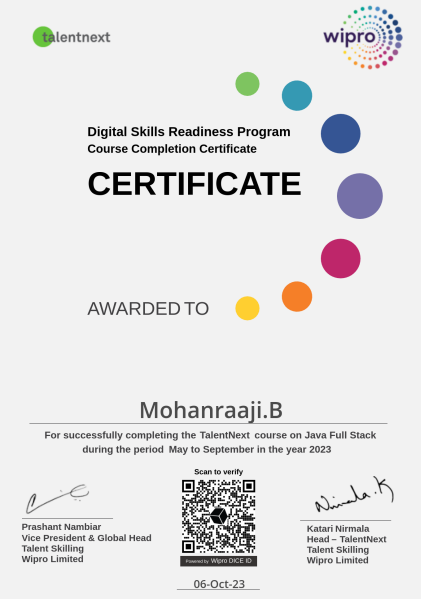 talentnext
wipro
Digital Skills Readiness Program
Course Completion Certificate
CERTIFICATE
AWARDED TO
Mohanraaji.B
For successfully completing the TalentNext course on Java Full Stack
during the period May to September in the year 2023
Scan to verify
Nirmala.K
Prashant Nambiar
Vice President & Global Head
Talent Skilling
Wipro Limited
Katari Nirmala
Head – TalentNext
Talent Skilling
Wipro Limited
Powered by Wipro DICE ID
06-Oct-23